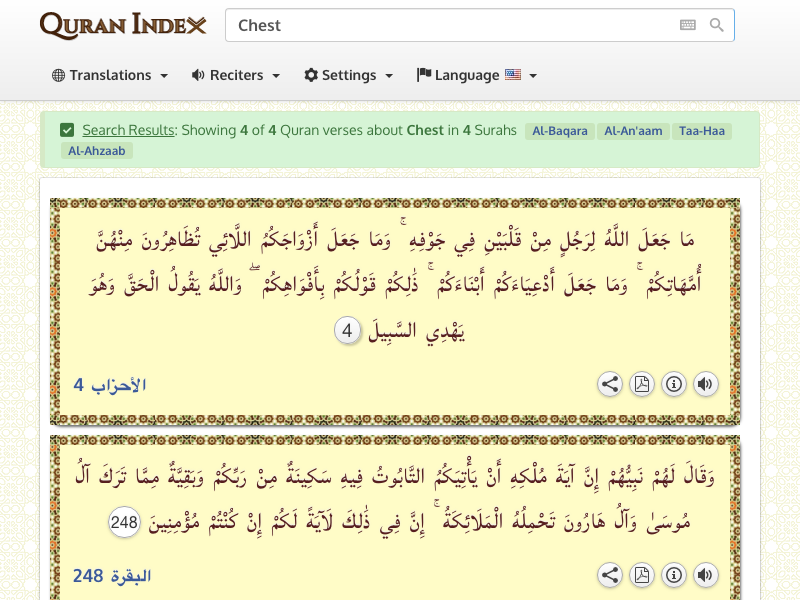 QURAN INDEX
Chest
Translations Reciters Settings Language
Search Results: Showing 4 of 4 Quran verses about Chest in 4 Surahs Al-Baqara Al-An'aam Taa-Haa
Al-Ahzaab
مَا جَعَلَ اللَّهُ لِرَجُلٍ مِنْ قَلْبَيْنِ فِي جَوْفِهِ ۚ وَمَا جَعَلَ أَزْوَاجَكُمُ اللَّائِي تُظَاهِرُونَ مِنْهُنَّ
أُمَّهَاتِكُمْ ۚ وَمَا جَعَلَ أَدْعِيَاءَكُمْ أَبْنَاءَكُمْ ۚ ذَٰلِكُمْ قَوْلُكُمْ بِأَفْوَاهِكُمْ ۖ وَاللَّهُ يَقُولُ الْحَقَّ وَهُوَ
يَهْدِي السَّبِيلَ 4
الأحزاب 4
وَقَالَ لَهُمْ نَبِيُّهُمْ إِنَّ آيَةَ مُلْكِهِ أَنْ يَأْتِيَكُمُ التَّابُوتُ فِيهِ سَكِينَةٌ مِنْ رَبِّكُمْ وَبَقِيَّةٌ مِمَّا تَرَكَ آلُ
مُوسَىٰ وَآلُ هَارُونَ تَحْمِلُهُ الْمَلَائِكَةُ ۚ إِنَّ فِي ذَٰلِكَ لَآيَةً لَكُمْ إِنْ كُنْتُمْ مُؤْمِنِينَ 248
البقرة 248